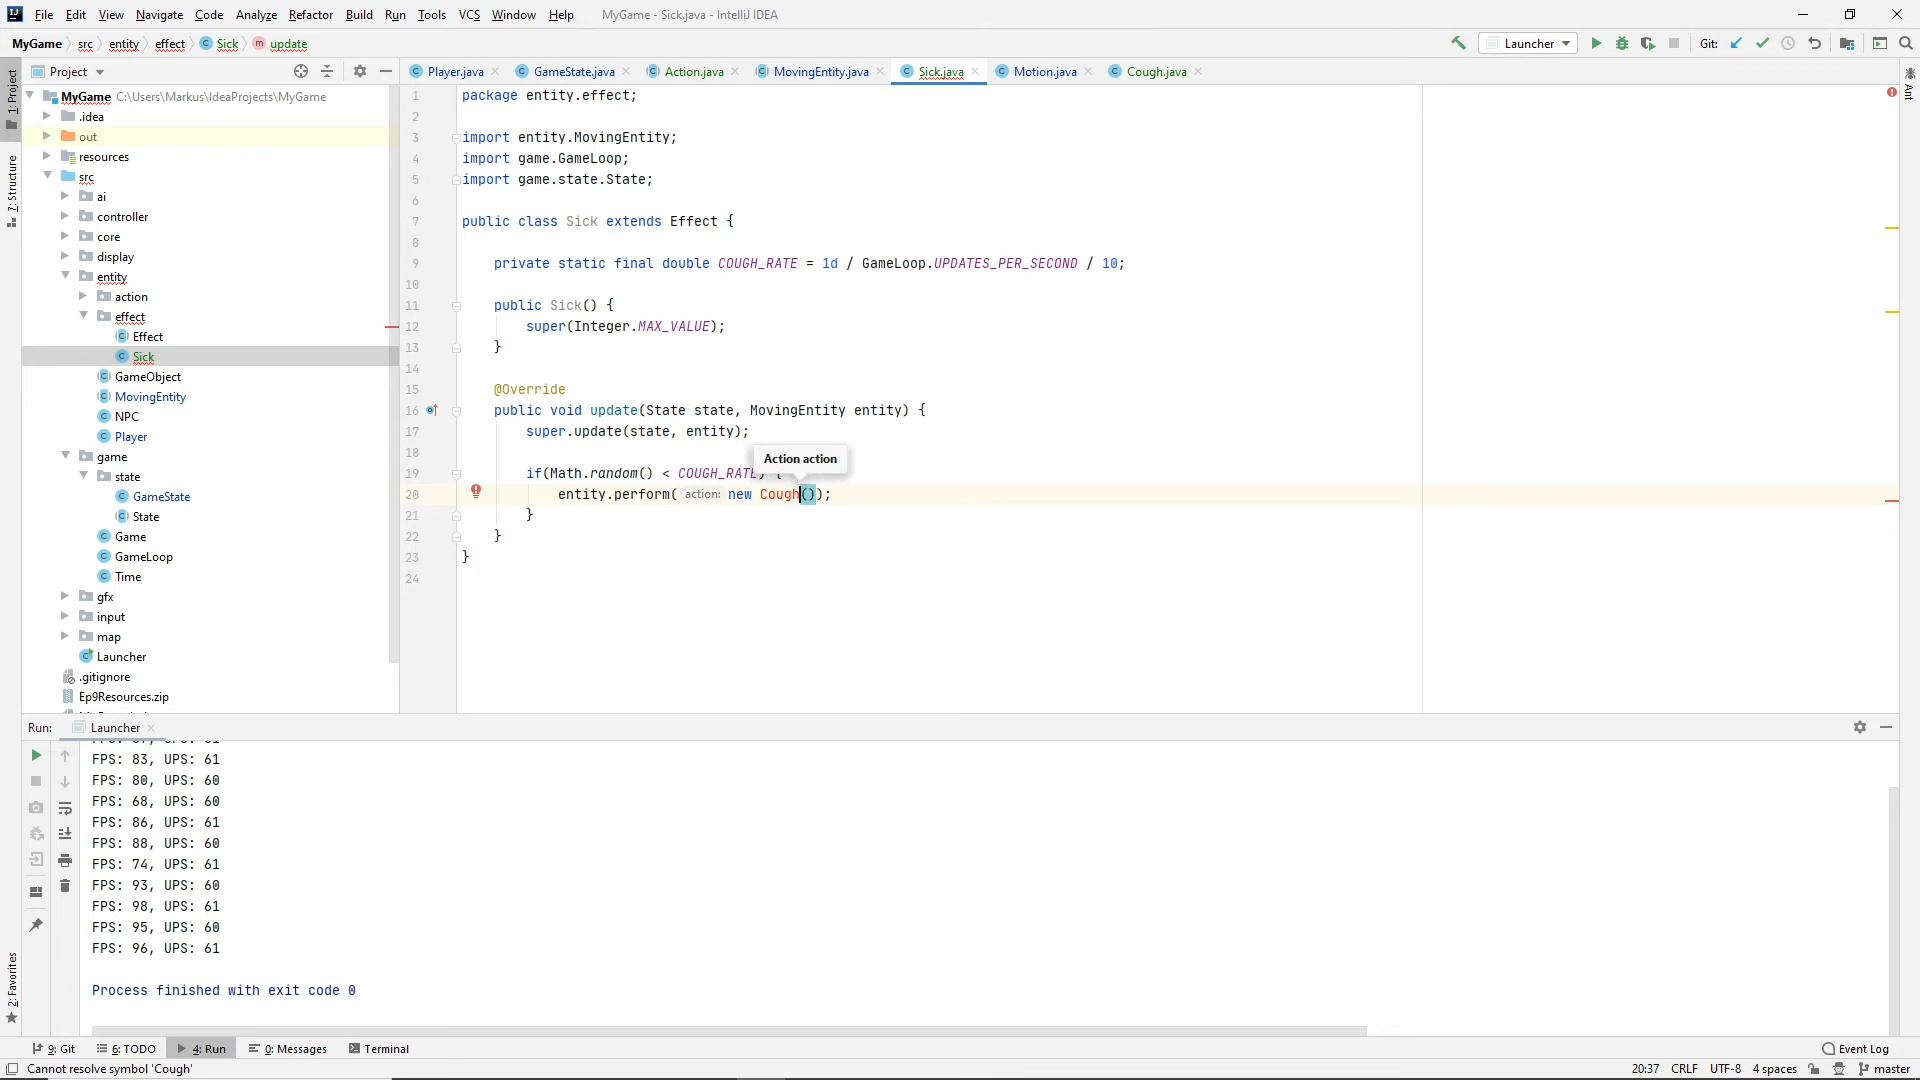 File Edit View Navigate Code Analyze Refactor Build Run Tools VCS Window Help MyGame - Sick.java - IntelliJ IDEA
MyGame src entity effect Sick update Launcher Git:
Project
Player.java GameState.java Action.java MovingEntity.java Sick.java Motion.java Cough.java
1: Project
7: Structure
2: Favorites
Ant
MyGame C:\Users\Markus\IdeaProjects\MyGame
.idea
out
resources
src
ai
controller
core
display
entity
action
effect
Effect
Sick
GameObject
MovingEntity
NPC
Player
game
state
GameState
State
Game
GameLoop
Time
gfx
input
map
Launcher
.gitignore
Ep9Resources.zip
1 package entity.effect;
2
3 import entity.MovingEntity;
4 import game.GameLoop;
5 import game.state.State;
6
7 public class Sick extends Effect {
8
9 private static final double COUGH_RATE = 1d / GameLoop.UPDATES_PER_SECOND / 10;
10
11 public Sick() {
12 super(Integer.MAX_VALUE);
13 }
14
15 @Override
16 public void update(State state, MovingEntity entity) {
17 super.update(state, entity);
18
Action action
19 if(Math.random() < COUGH_RATE) {
20 entity.perform( action: new Cough());
21 }
22 }
23 }
24
Run: Launcher
FPS: 83, UPS: 61
FPS: 80, UPS: 60
FPS: 68, UPS: 60
FPS: 86, UPS: 61
FPS: 88, UPS: 60
FPS: 74, UPS: 61
FPS: 93, UPS: 60
FPS: 98, UPS: 61
FPS: 95, UPS: 60
FPS: 96, UPS: 61
Process finished with exit code 0
9: Git 6: TODO 4: Run 0: Messages Terminal Event Log
Cannot resolve symbol 'Cough' 20:37 CRLF UTF-8 4 spaces master